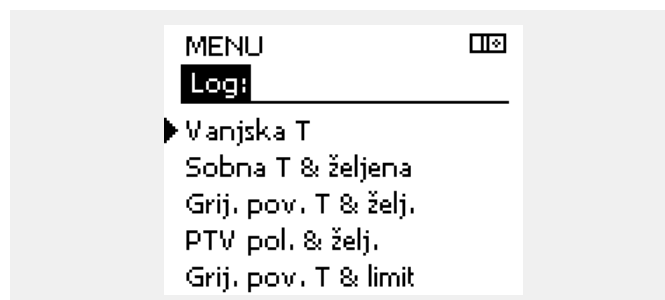 MENU
Log:
Vanjska T
Sobna T & željena
Grij. pov. T & želj.
PTV pol. & želj.
Grij. pov. T & limit